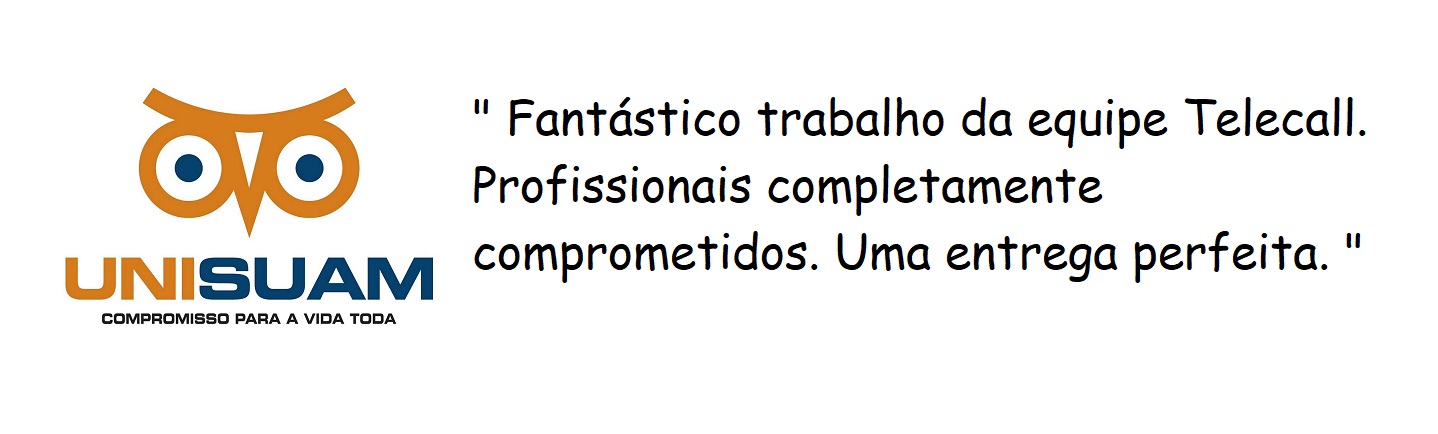 UNISUAM
COMPROMISSO PARA A VIDA TODA
" Fantástico trabalho da equipe Telecall.
Profissionais completamente
comprometidos. Uma entrega perfeita. "